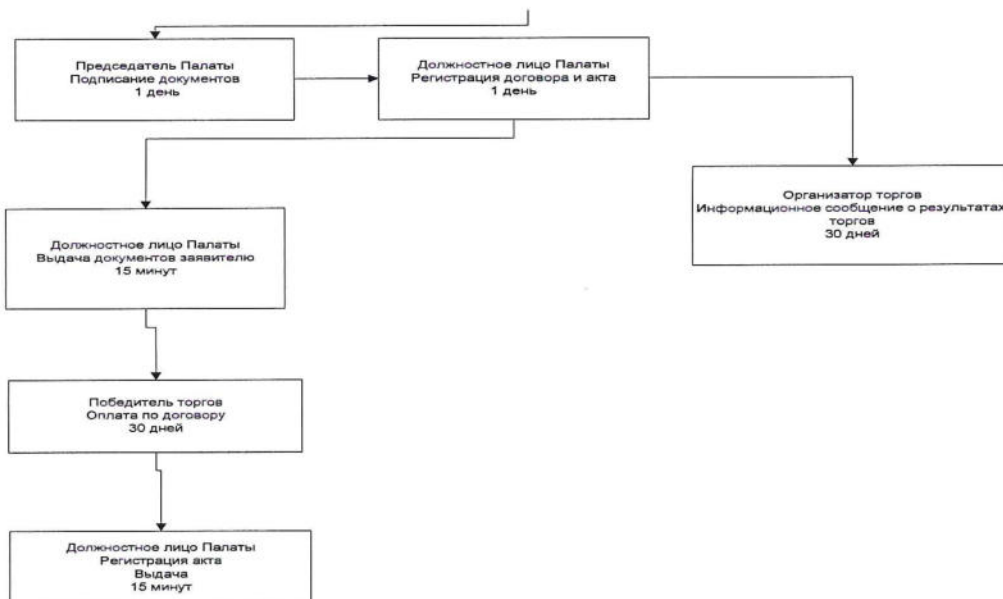 Председатель Палаты
Подписание документов
1 день
Должностное лицо Палаты
Регистрация договора и акта
1 день
Организатор торгов
Информационное сообщение о результатах
торгов
30 дней
Должностное лицо Палаты
Выдача документов заявителю
15 минут
Победитель торгов
Оплата по договору
30 дней
Должностное лицо Палаты
Регистрация акта
Выдача
15 минут